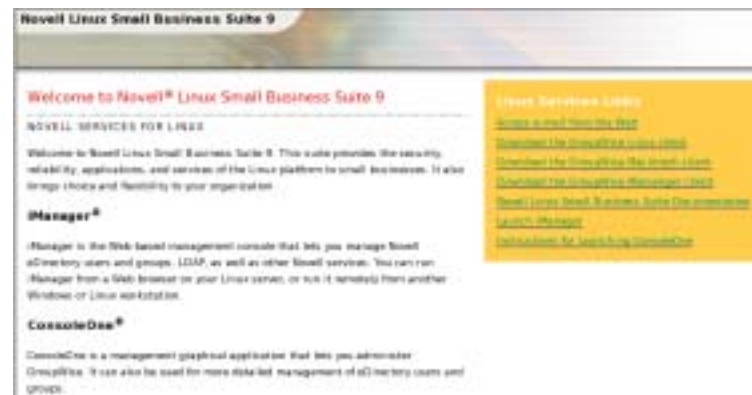 Novell Linux Small Business Suite 9
Welcome to Novell® Linux Small Business Suite 9
NOVELL SERVICES FOR LINUX
Welcome to Novell Linux Small Business Suite 9. This suite provides the security,
reliability, applications, and services of the Linux platform to small businesses. It also
brings choice and flexibility to your organization.
iManager®
iManager is the Web-based management console that lets you manage Novell
eDirectory users and groups, LDAP, as well as other Novell services. You can run
iManager from a Web browser on your Linux server, or run it remotely from another
Windows or Linux workstation.
ConsoleOne®
ConsoleOne is a management graphical application that lets you administer
GroupWise. It can also be used for more detailed management of eDirectory users and
groups.
Linux Services Links
Access e-mail from the Web
Download the GroupWise Linux client
Download the GroupWise Macintosh client
Download the GroupWise Messenger client
Novell Linux Small Business Suite Documentation
Launch iManager
Instructions for launching ConsoleOne